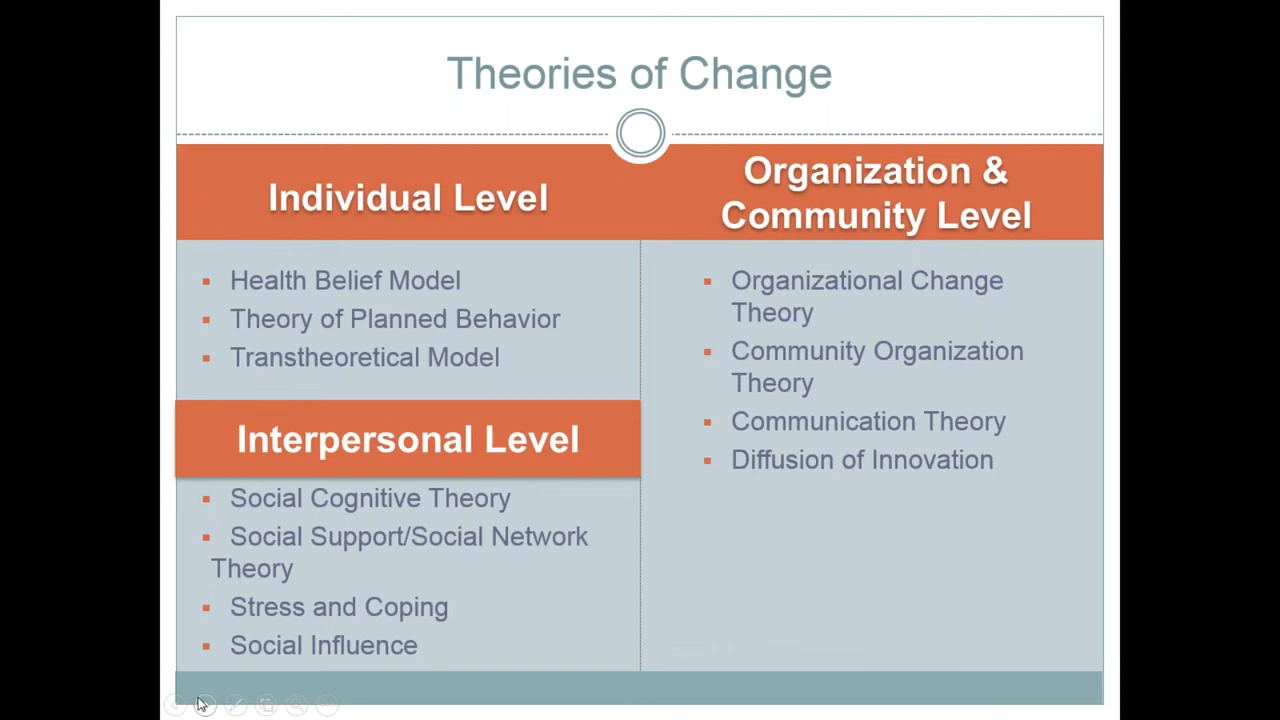 Theories of Change
Individual Level
Health Belief Model
Theory of Planned Behavior
Transtheoretical Model
Interpersonal Level
Social Cognitive Theory
Social Support/Social Network
Theory
Stress and Coping
Social Influence
Organization &
Community Level
Organizational Change
Theory
Community Organization
Theory
Communication Theory
Diffusion of Innovation